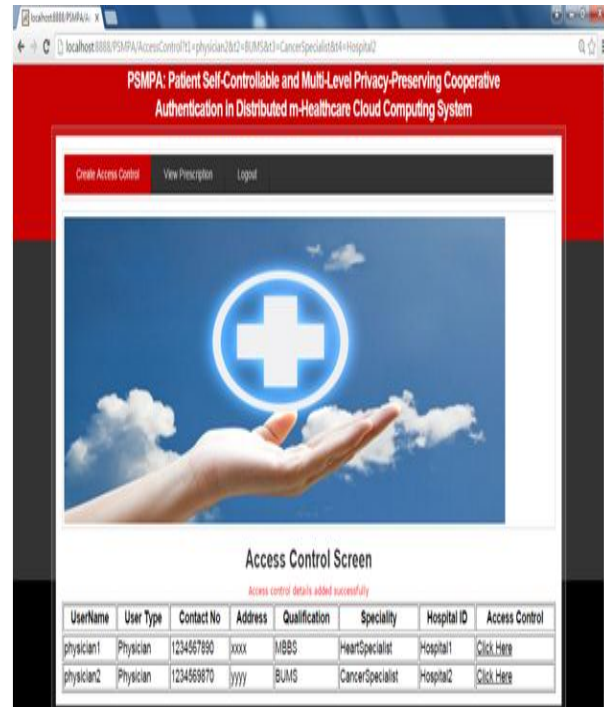 localhost:8888/PSMPA/A X
localhost:8888/PSMPA/AccessControl?t1=physician2&t2=BUMS&t3=CancerSpecialist&t4=Hospital2
PSMPA: Patient Self-Controllable and Multi-Level Privacy-Preserving Cooperative
Authentication in Distributed m-Healthcare Cloud Computing System
Create Access Control View Prescription Logout
Access Control Screen
Access control details added successfully
UserName User Type Contact No Address Qualification Speciality Hospital ID Access Control
physician1 Physician 1234567890 xxxx MBBS HeartSpecialist Hospital1 Click Here
physician2 Physician 1234569870 yyyy BUMS CancerSpecialist Hospital2 Click Here